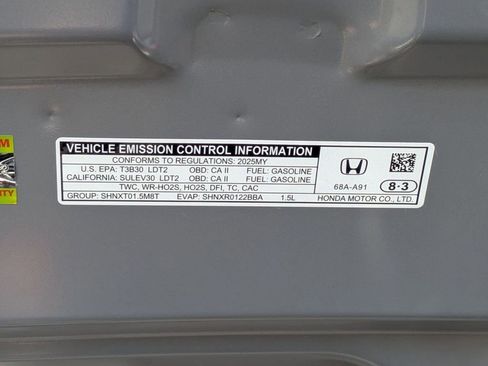 VEHICLE EMISSION CONTROL INFORMATION
CONFORMS TO REGULATIONS: 2025MY
U.S. EPA: T3B30 LDT2 OBD: CA II FUEL: GASOLINE
CALIFORNIA: SULEV30 LDT2 OBD: CA II FUEL: GASOLINE
TWC, WR-HO2S, HO2S, DFI, TC, CAC
GROUP: SHNXT01.5M8T EVAP: SHNXR0122BBA 1.5L
68A-A91
8-3
HONDA MOTOR CO., LTD.